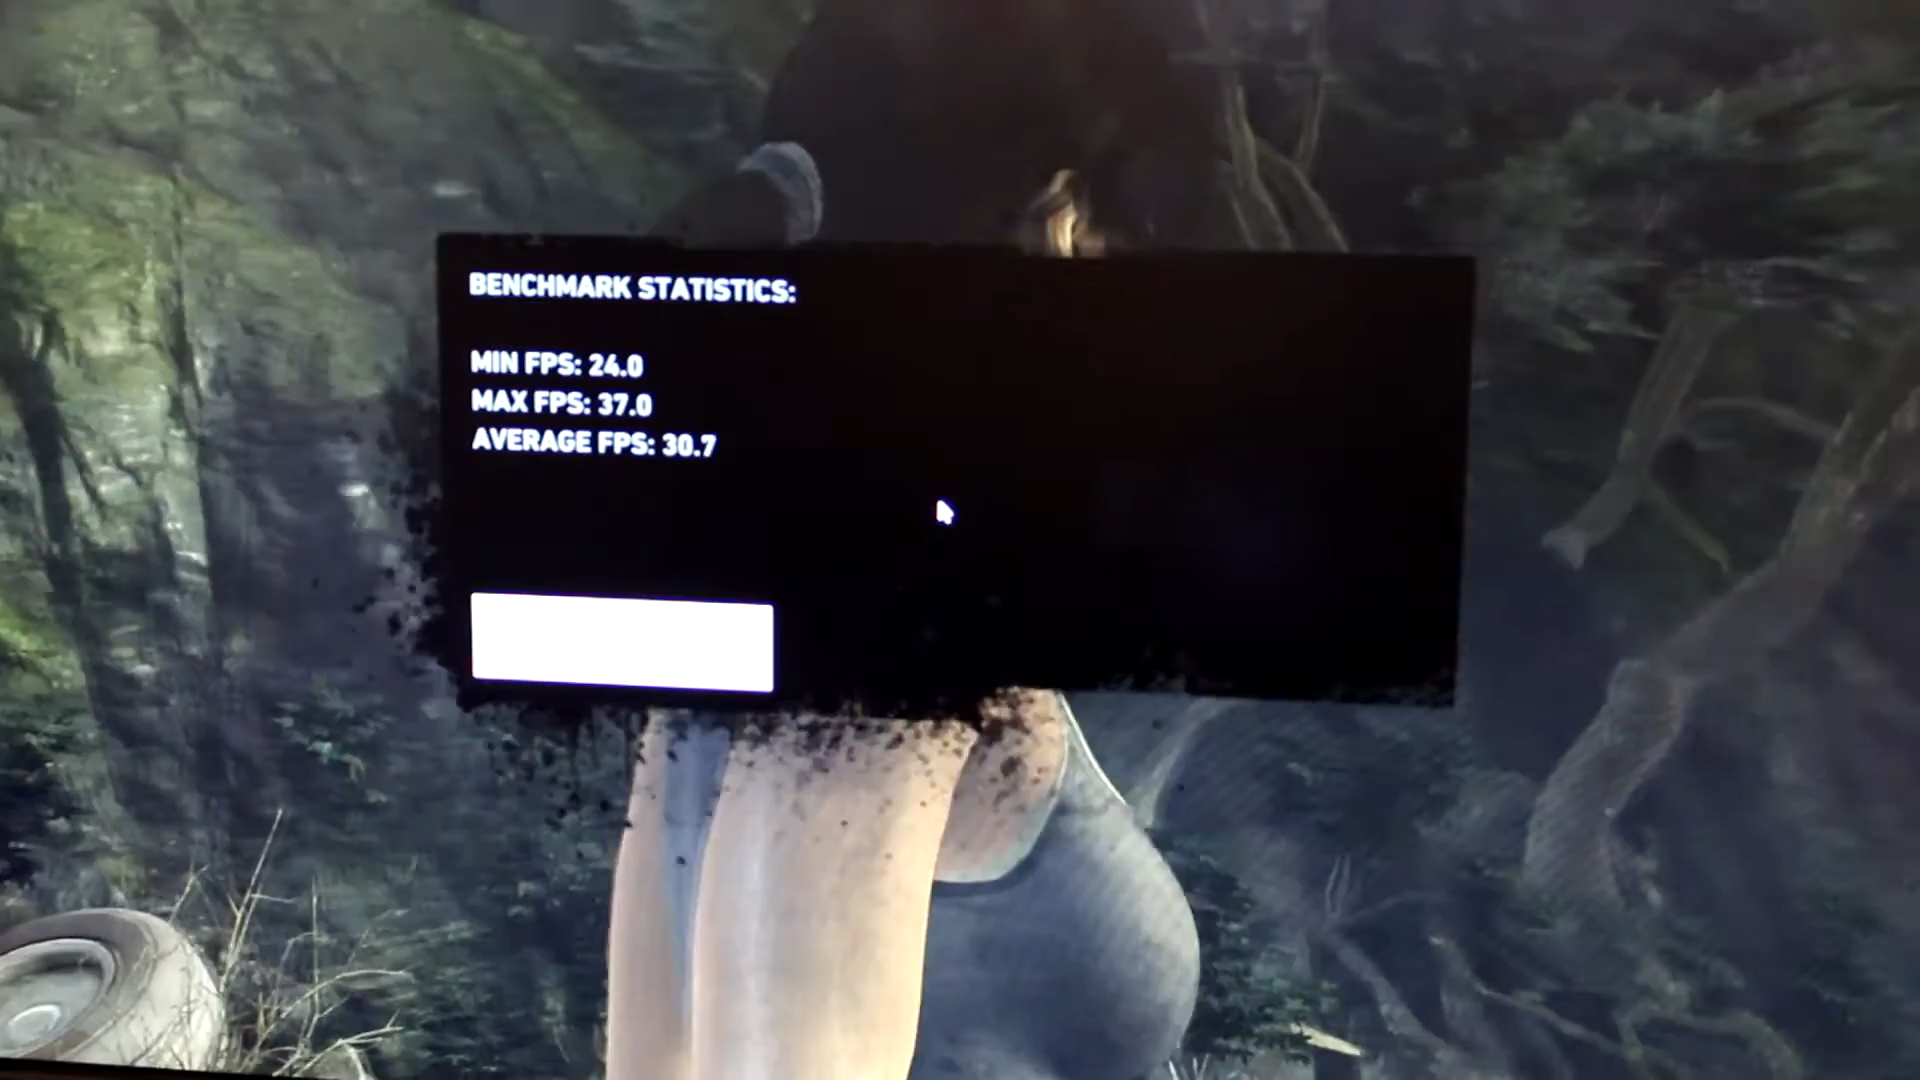 BENCHMARK STATISTICS:
MIN FPS: 24.0
MAX FPS: 37.0
AVERAGE FPS: 30.7